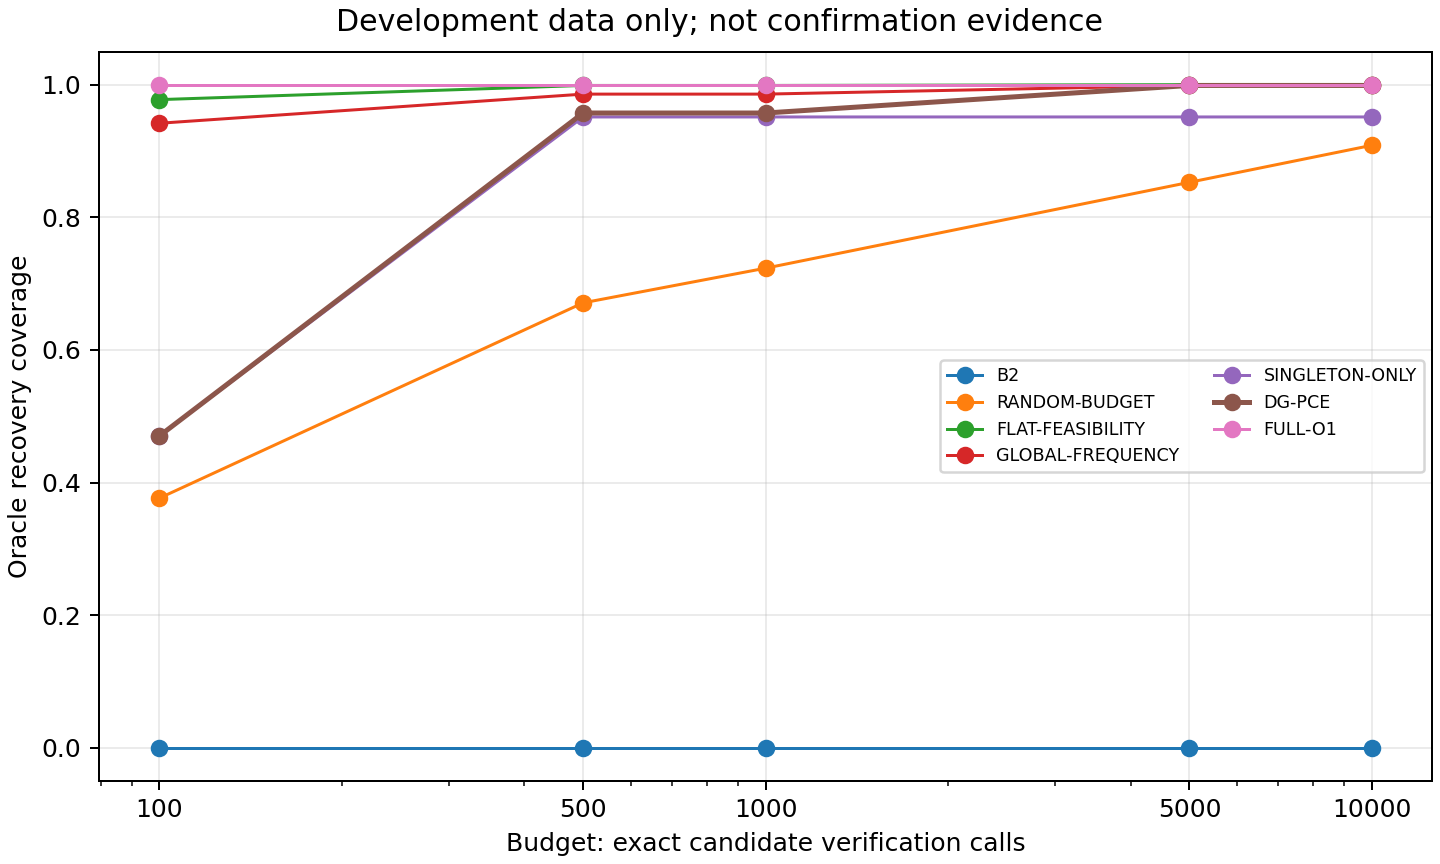 Development data only; not confirmation evidence
1.0
0.8
0.6
0.4
0.2
0.0
Oracle recovery coverage
B2
RANDOM-BUDGET
FLAT-FEASIBILITY
GLOBAL-FREQUENCY
SINGLETON-ONLY
DG-PCE
FULL-O1
100 500 1000 5000 10000
Budget: exact candidate verification calls